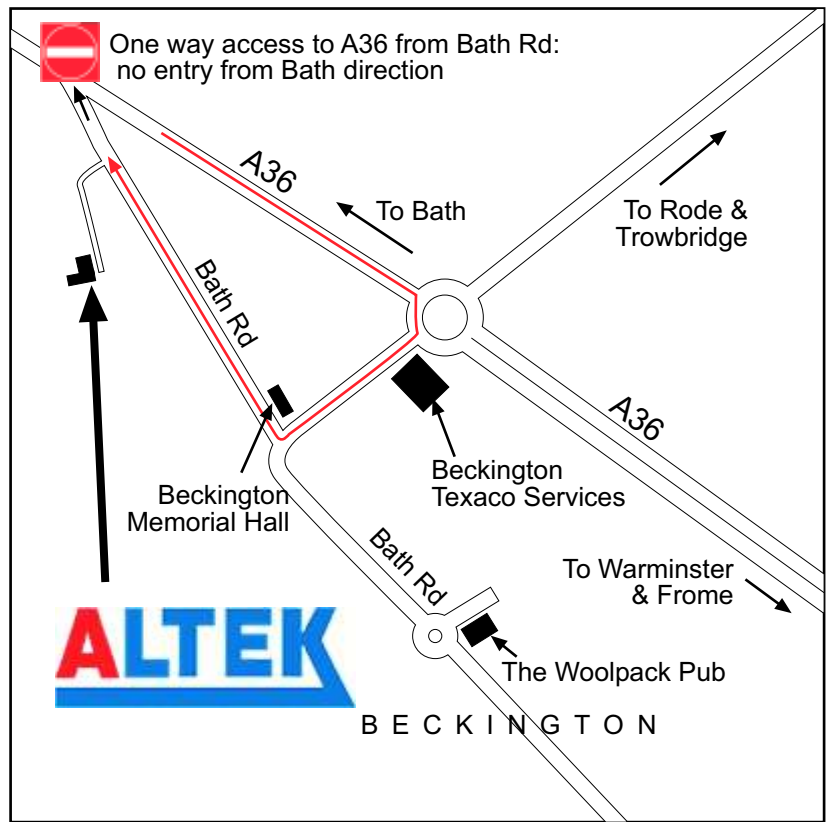 One way access to A36 from Bath Rd:
no entry from Bath direction
A36
To Bath
To Rode &
Trowbridge
Bath Rd
A36
Beckington
Texaco Services
Beckington
Memorial Hall
Bath Rd
To Warminster
& Frome
ALTEK
The Woolpack Pub
BECKINGTON